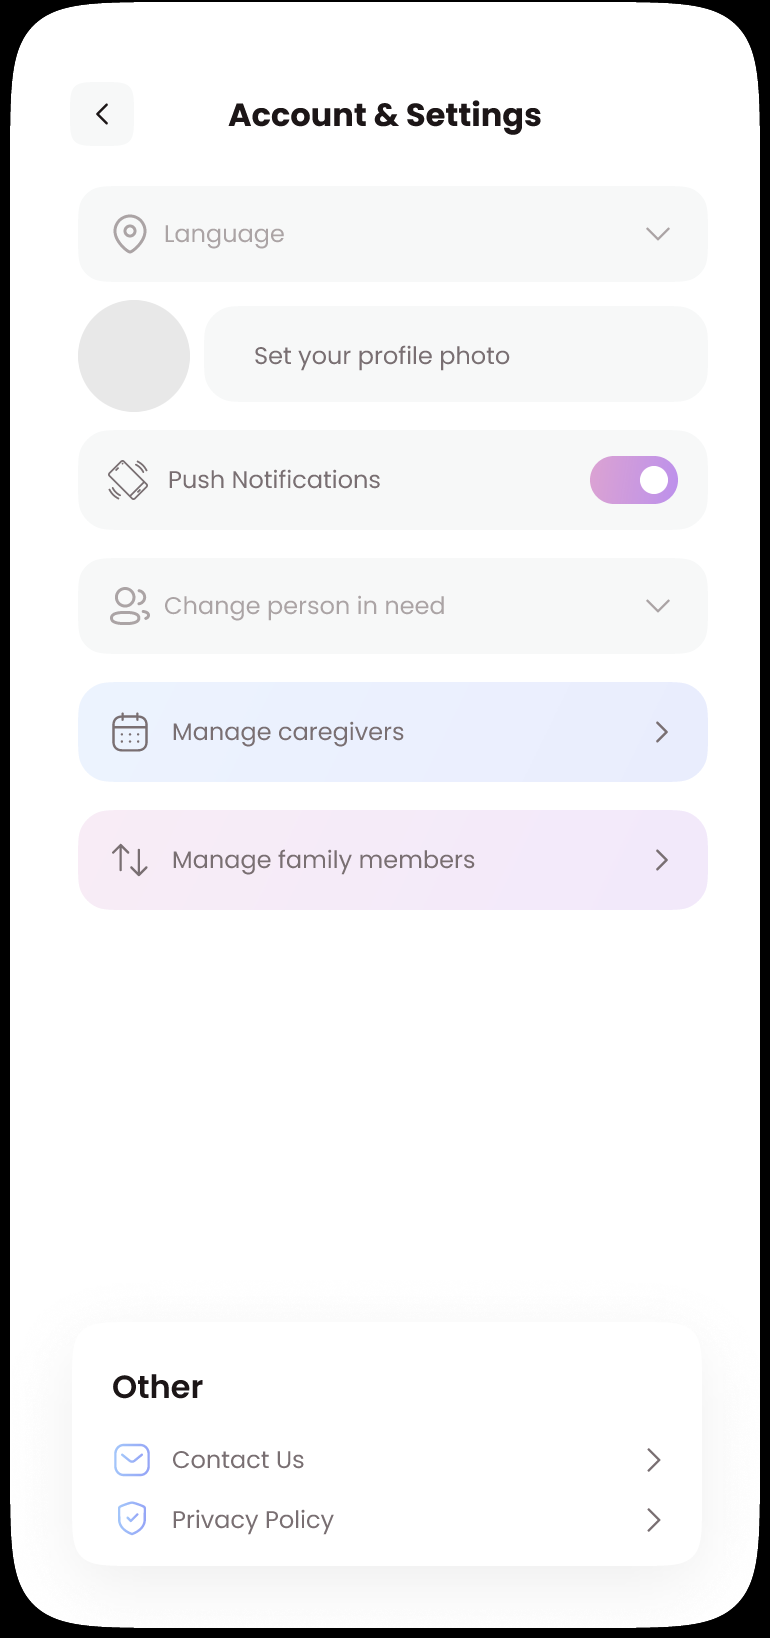 Account & Settings
Language
Set your profile photo
Push Notifications
Change person in need
Manage caregivers
Manage family members
Other
Contact Us
Privacy Policy